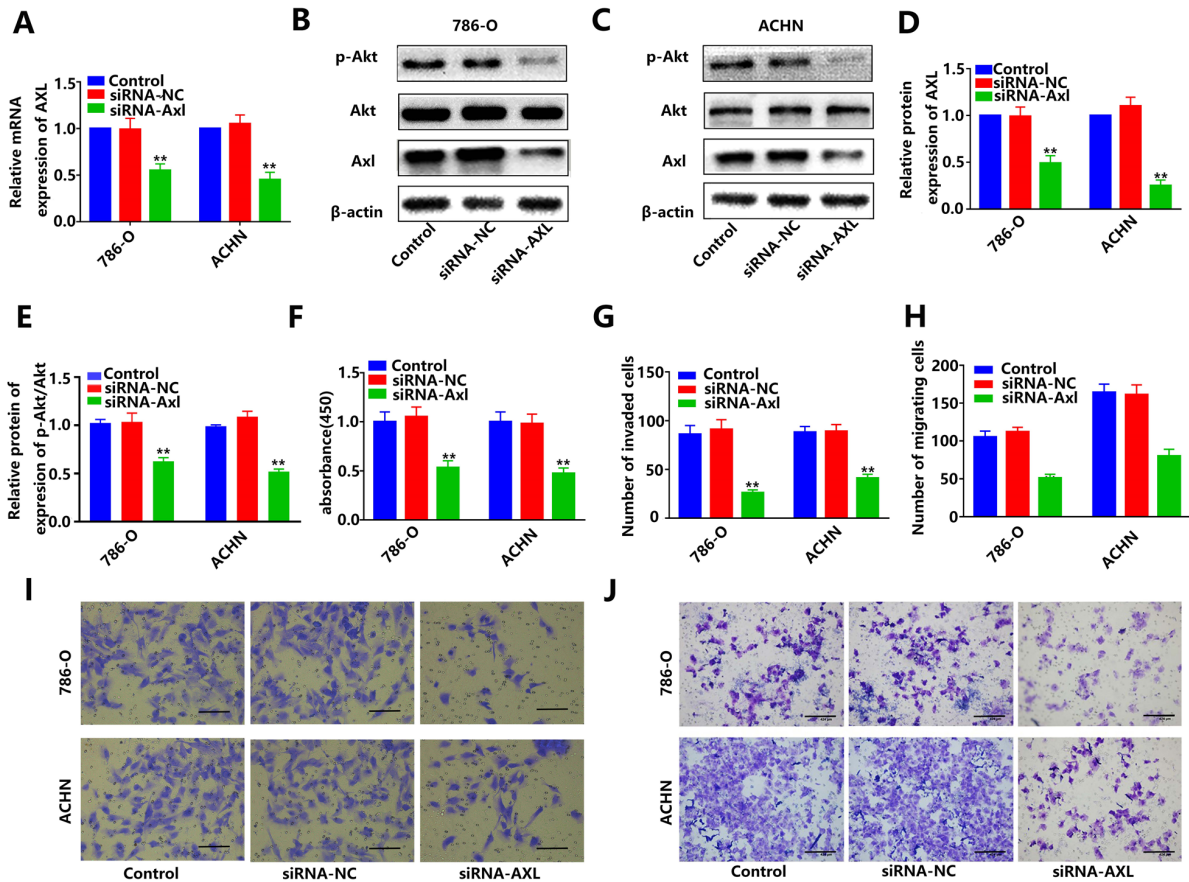 A
Relative mRNA
expression of AXL
1.5
1.0
0.5
0.0
Control
siRNA-NC
siRNA-Axl
**
**
786-O
ACHN
B
786-O
p-Akt
Akt
Axl
β-actin
Control
siRNA-NC
siRNA-AXL
C
ACHN
p-Akt
Akt
Axl
β-actin
Control
siRNA-NC
siRNA-AXL
D
Relative protein
expression of AXL
1.5
1.0
0.5
0.0
Control
siRNA-NC
siRNA-Axl
**
**
786-O
ACHN
E
Relative protein of
expresion of p-Akt/Akt
1.5
1.0
0.5
0.0
Control
siRNA-NC
siRNA-Axl
**
**
786-O
ACHN
F
absorbance(450)
1.5
1.0
0.5
0.0
Control
siRNA-NC
siRNA-Axl
**
**
786-O
ACHN
G
Number of invaded cells
150
100
50
0
Control
siRNA-NC
siRNA-Axl
**
**
786-O
ACHN
H
Number of migrating cells
200
150
100
50
0
Control
siRNA-NC
siRNA-Axl
786-O
ACHN
I
786-O
ACHN
Control
siRNA-NC
siRNA-AXL
J
786-O
ACHN
Control
siRNA-NC
siRNA-AXL